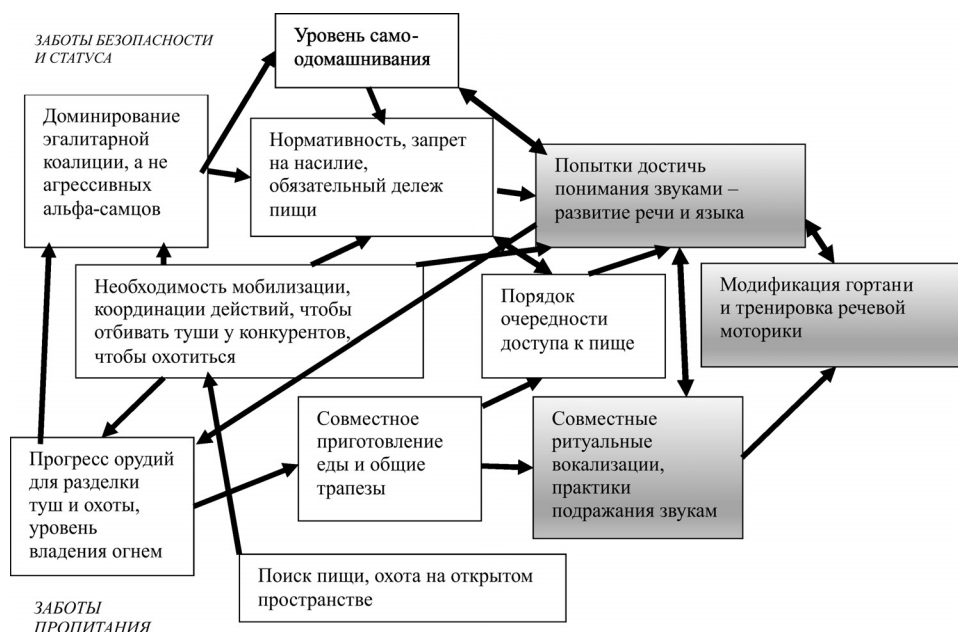 ЗАБОТЫ БЕЗОПАСНОСТИ
И СТАТУСА
Уровень само-
одомашнивания
Доминирование
эгалитарной
коалиции, а не
агрессивных
альфа-самцов
Нормативность, запрет
на насилие,
обязательный дележ
пищи
Попытки достичь
понимания звуками –
развитие речи и языка
Необходимость мобилизации,
координации действий, чтобы
отбивать туши у конкурентов,
чтобы охотиться
Порядок
очередности
доступа к пище
Модификация гортани
и тренировка речевой
моторики
Прогресс орудий
для разделки
туш и охоты,
уровень
владения огнем
Совместное
приготовление
еды и общие
трапезы
Совместные
ритуальные
вокализации,
практики
подражания звукам
Поиск пищи, охота на открытом
пространстве
ЗАБОТЫ
ПРОПИТАНИЯ